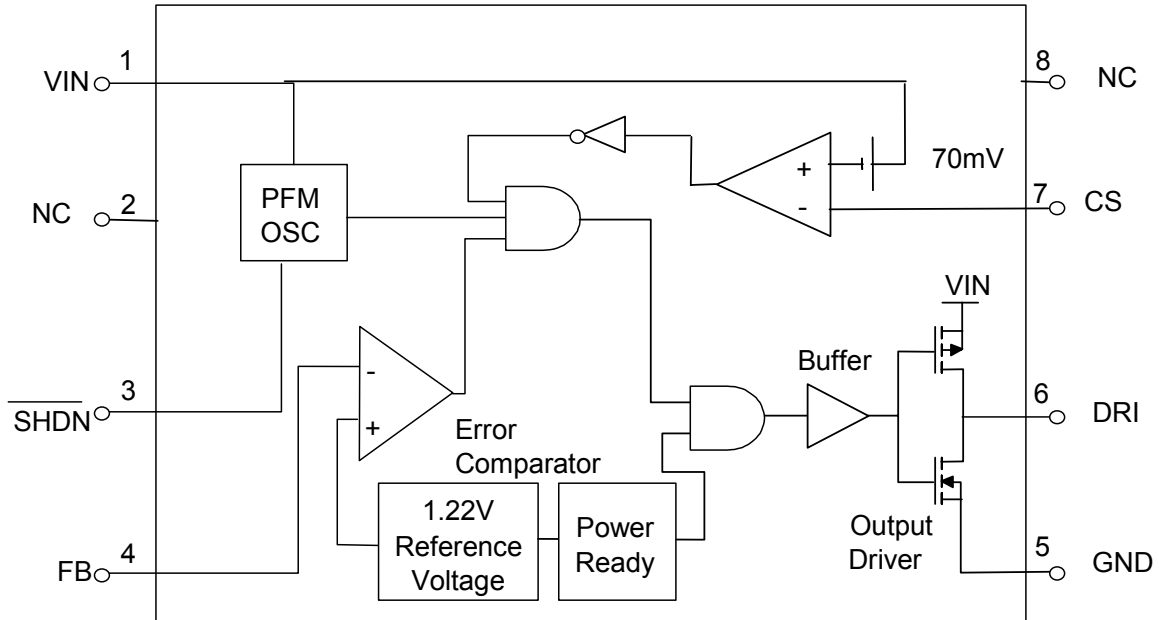 VIN
1
8
NC
70mV
+
-
PFM
OSC
NC
2
7
CS
VIN
-
Buffer
3
SHDN
+
6
DRI
Error
Comparator
1.22V
Reference
Voltage
Power
Ready
Output
Driver
FB
4
5
GND